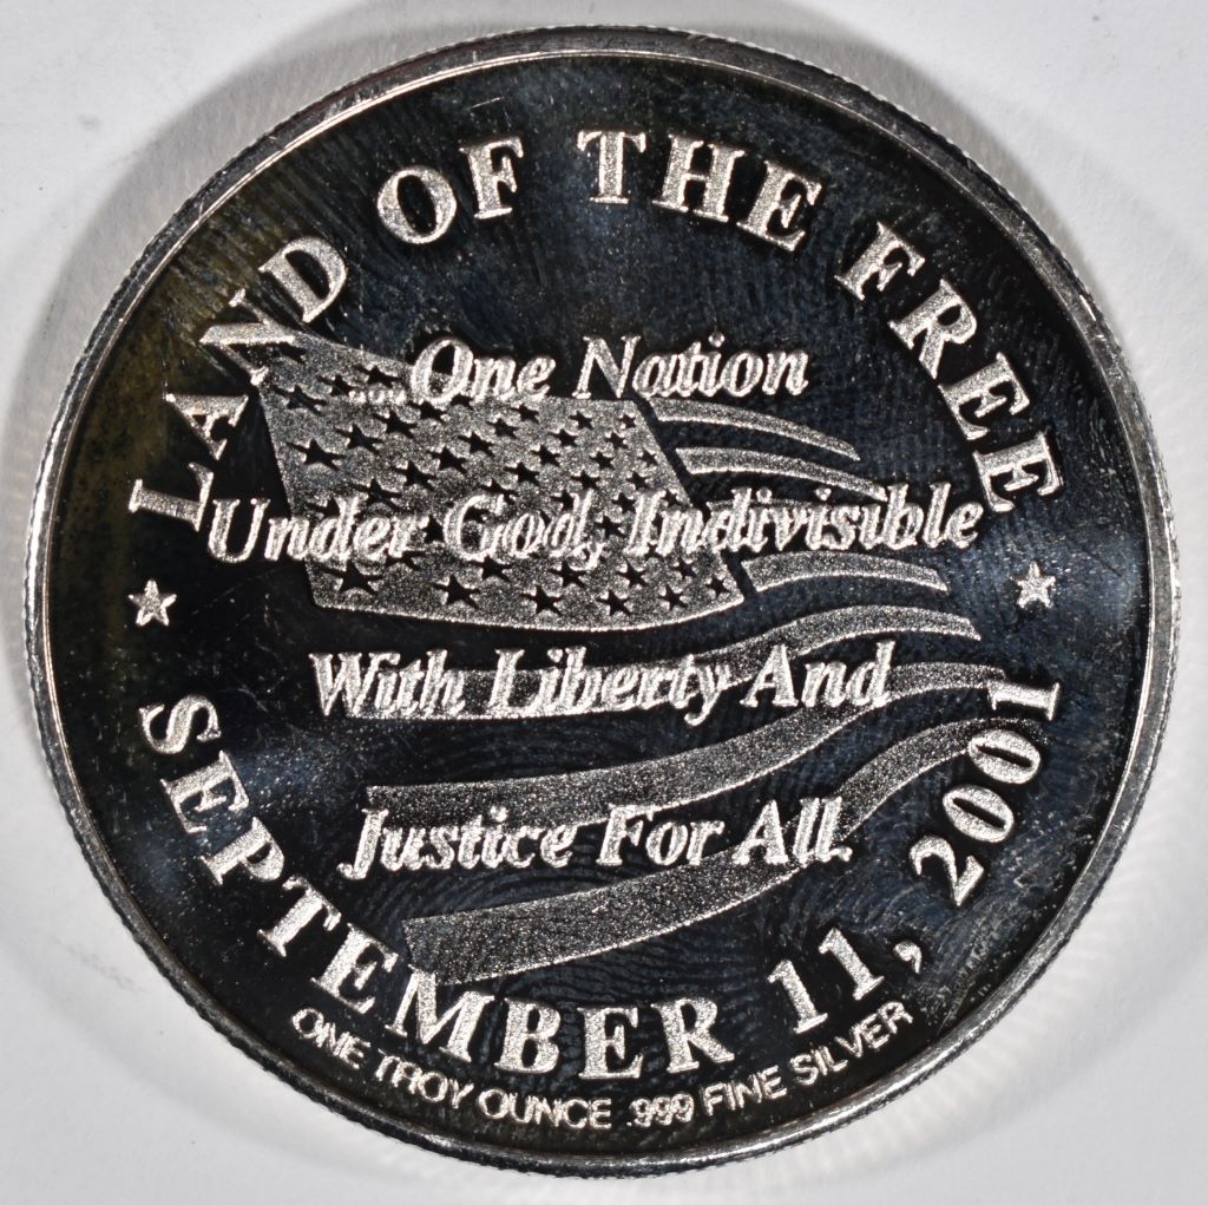 LAND OF THE FREE
...One Nation
Under God, Indivisible
With Liberty And
Justice For All.
SEPTEMBER 11, 2001
ONE TROY OUNCE .999 FINE SILVER